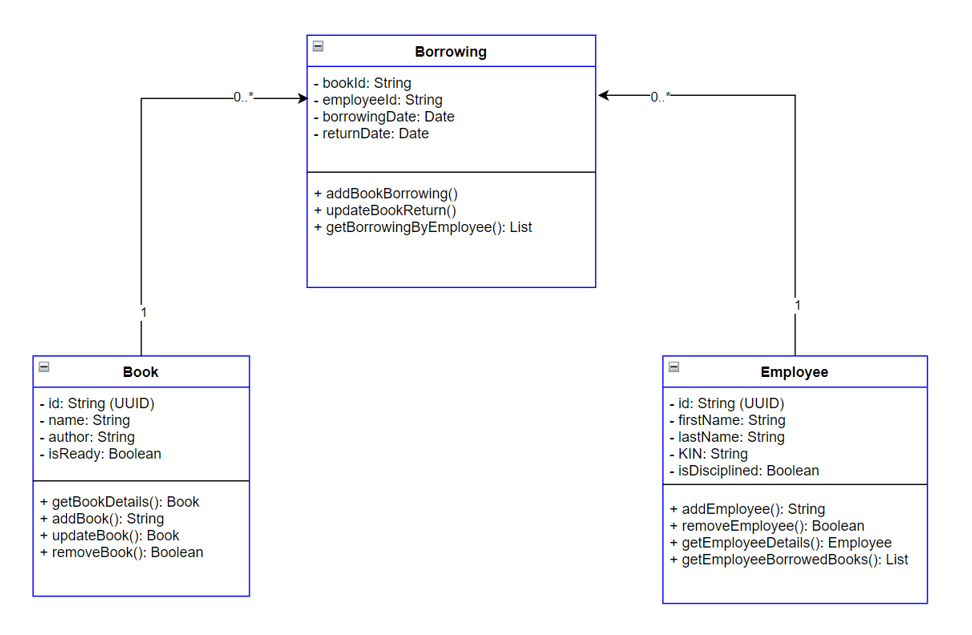 Borrowing
- bookId: String
- employeeId: String
- borrowingDate: Date
- returnDate: Date
+ addBookBorrowing()
+ updateBookReturn()
+ getBorrowingByEmployee(): List
0..*
0..*
1
1
Book
- id: String (UUID)
- name: String
- author: String
- isReady: Boolean
+ getBookDetails(): Book
+ addBook(): String
+ updateBook(): Book
+ removeBook(): Boolean
Employee
- id: String (UUID)
- firstName: String
- lastName: String
- KIN: String
- isDisciplined: Boolean
+ addEmployee(): String
+ removeEmployee(): Boolean
+ getEmployeeDetails(): Employee
+ getEmployeeBorrowedBooks(): List